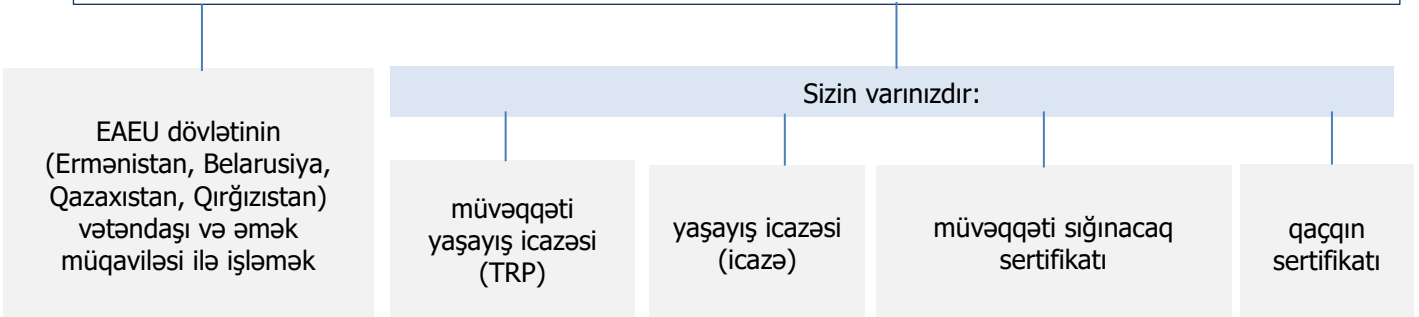 Sizin varınızdır:
EAEU dövlətinin
(Ermənistan, Belarusiya,
Qazaxıstan, Qırğızıstan)
vətəndaşı və əmək
müqaviləsi ilə işləmək
müvəqqəti
yaşayış icazəsi
(TRP)
yaşayış icazəsi
(icazə)
müvəqqəti sığınacaq
sertifikatı
qaçqın
sertifikatı